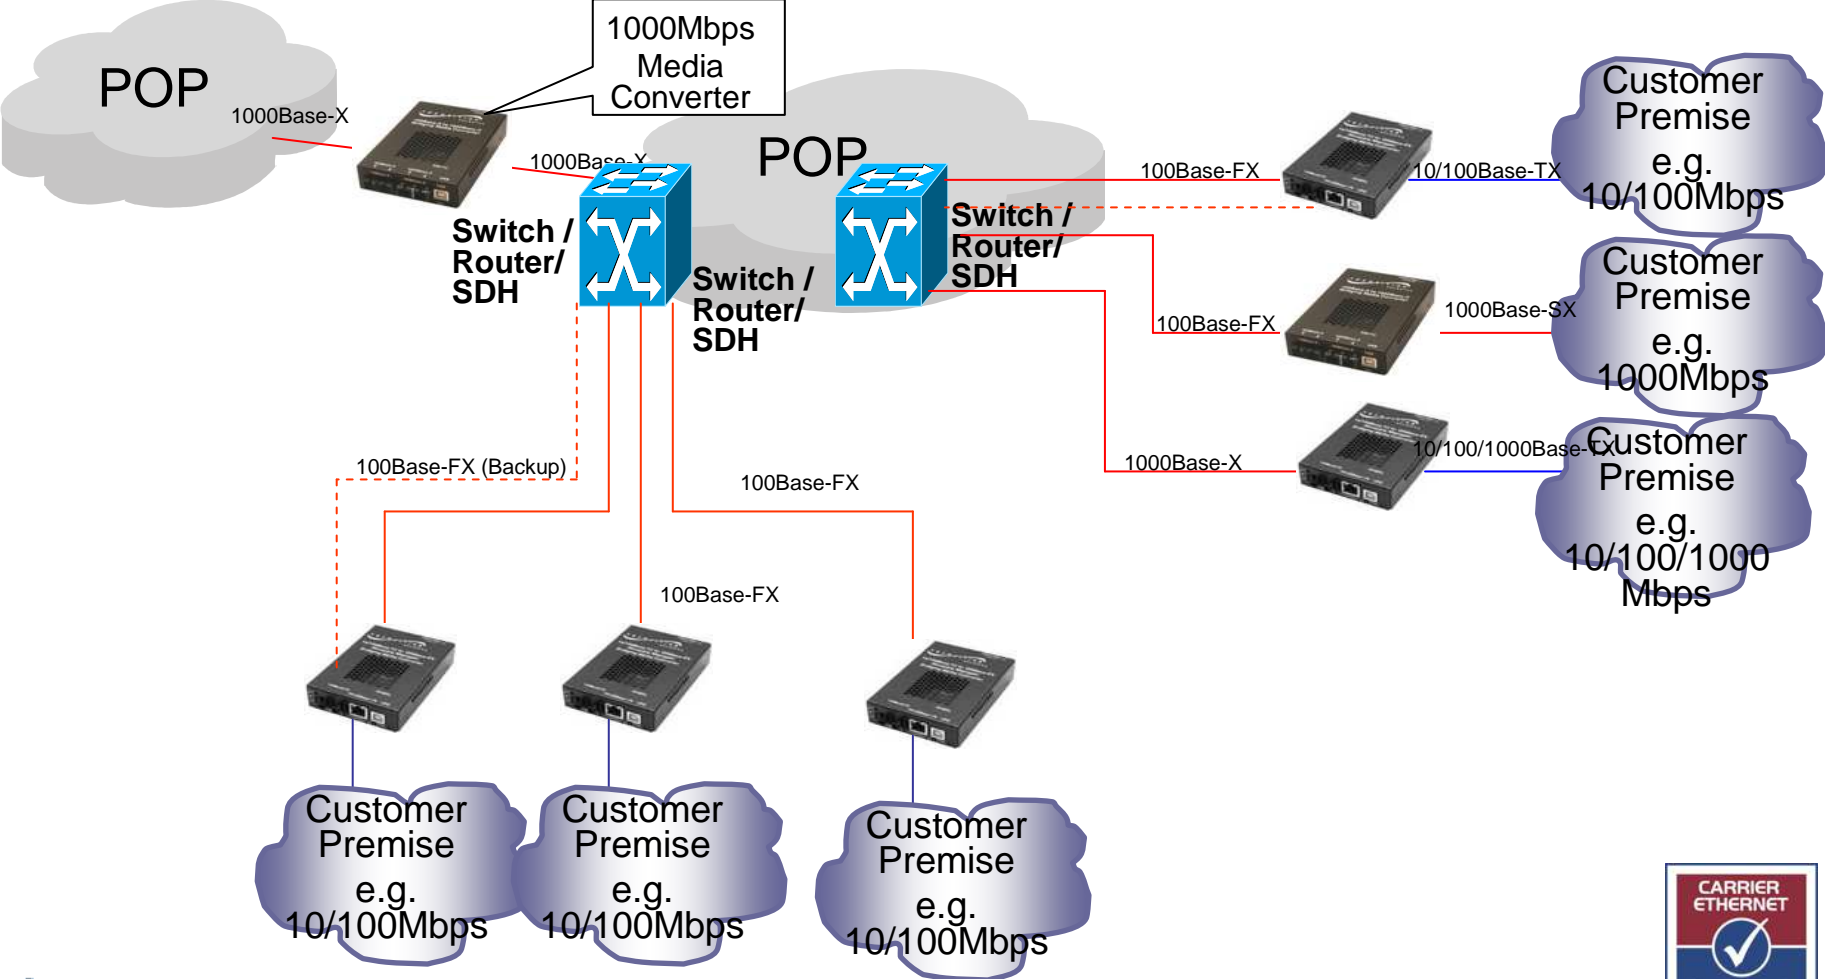 POP
1000Base-X
1000Mbps
Media
Converter
1000Base-X
POP
Switch /
Router/
SDH
Switch /
Router/
SDH
Switch /
Router/
SDH
100Base-FX
10/100Base-TX
Customer
Premise
e.g.
10/100Mbps
100Base-FX
1000Base-SX
Customer
Premise
e.g.
1000Mbps
1000Base-X
10/100/1000Base-TX
Customer
Premise
e.g.
10/100/1000
Mbps
100Base-FX (Backup)
100Base-FX
100Base-FX
Customer
Premise
e.g.
10/100Mbps
Customer
Premise
e.g.
10/100Mbps
Customer
Premise
e.g.
10/100Mbps
CARRIER
ETHERNET